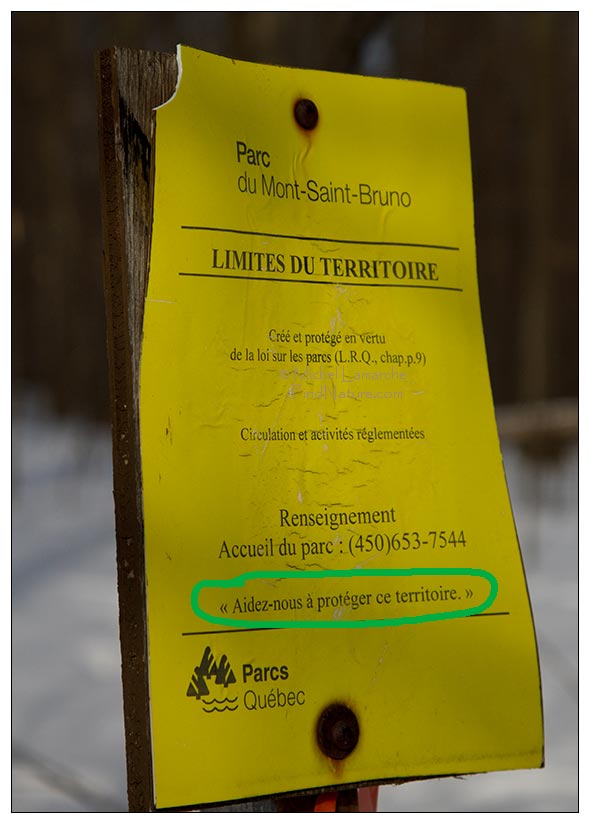 Parc
du Mont-Saint-Bruno
LIMITES DU TERRITOIRE
Créé et protégé en vertu
de la loi sur les parcs (L.R.Q., chap.p.9)
Michel Lamarche
Circulation et activités réglementées
Renseignement
Accueil du parc : (450)653-7544
« Aidez-nous à protéger ce territoire. »
Parcs
Québec